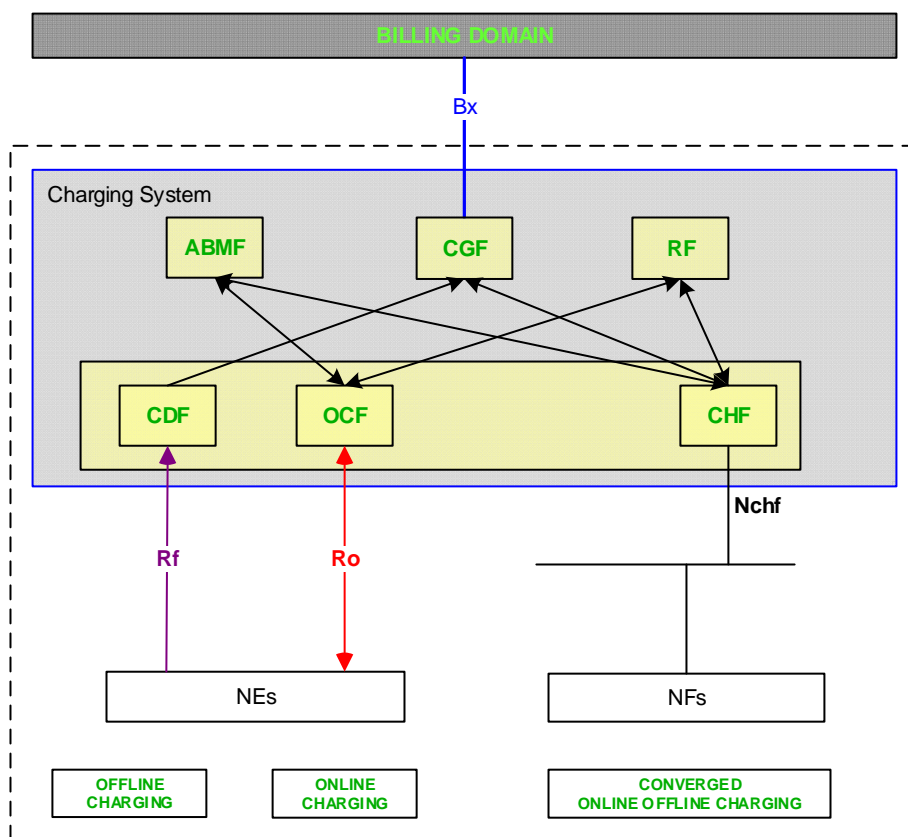 BILLING DOMAIN
Bx
Charging System
ABMF
CGF
RF
CDF
OCF
CHF
Nchf
Rf
Ro
NEs
NFs
OFFLINE
CHARGING
ONLINE
CHARGING
CONVERGED
ONLINE OFFLINE CHARGING